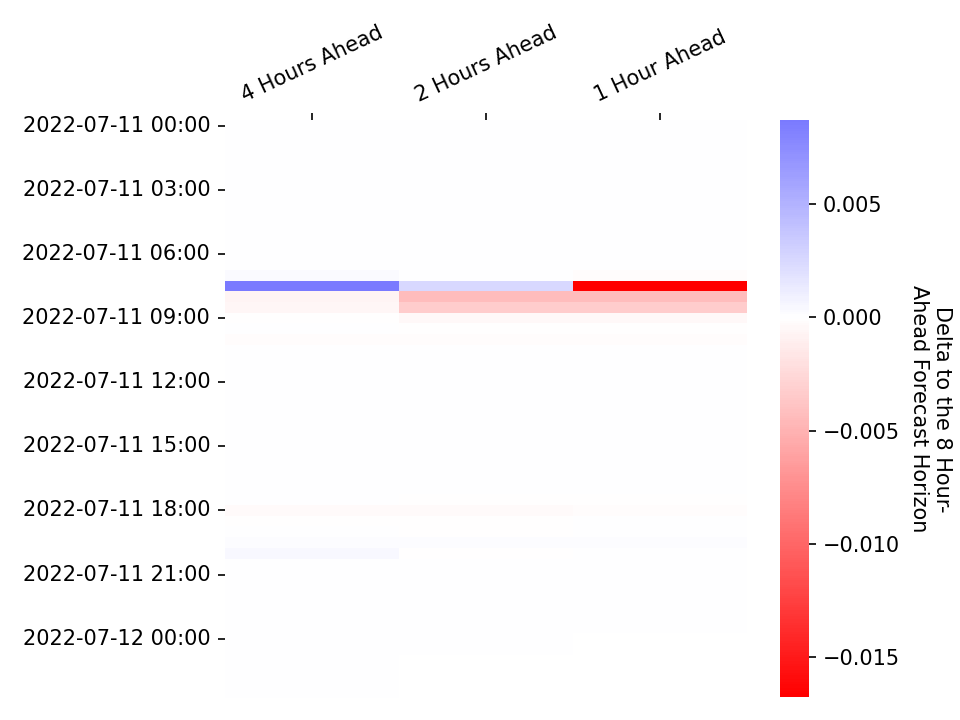 4 Hours Ahead
2 Hours Ahead
1 Hour Ahead
2022-07-11 00:00
2022-07-11 03:00
2022-07-11 06:00
2022-07-11 09:00
2022-07-11 12:00
2022-07-11 15:00
2022-07-11 18:00
2022-07-11 21:00
2022-07-12 00:00
0.005
0.000
−0.005
−0.010
−0.015
Delta to the 8 Hour-
Ahead Forecast Horizon